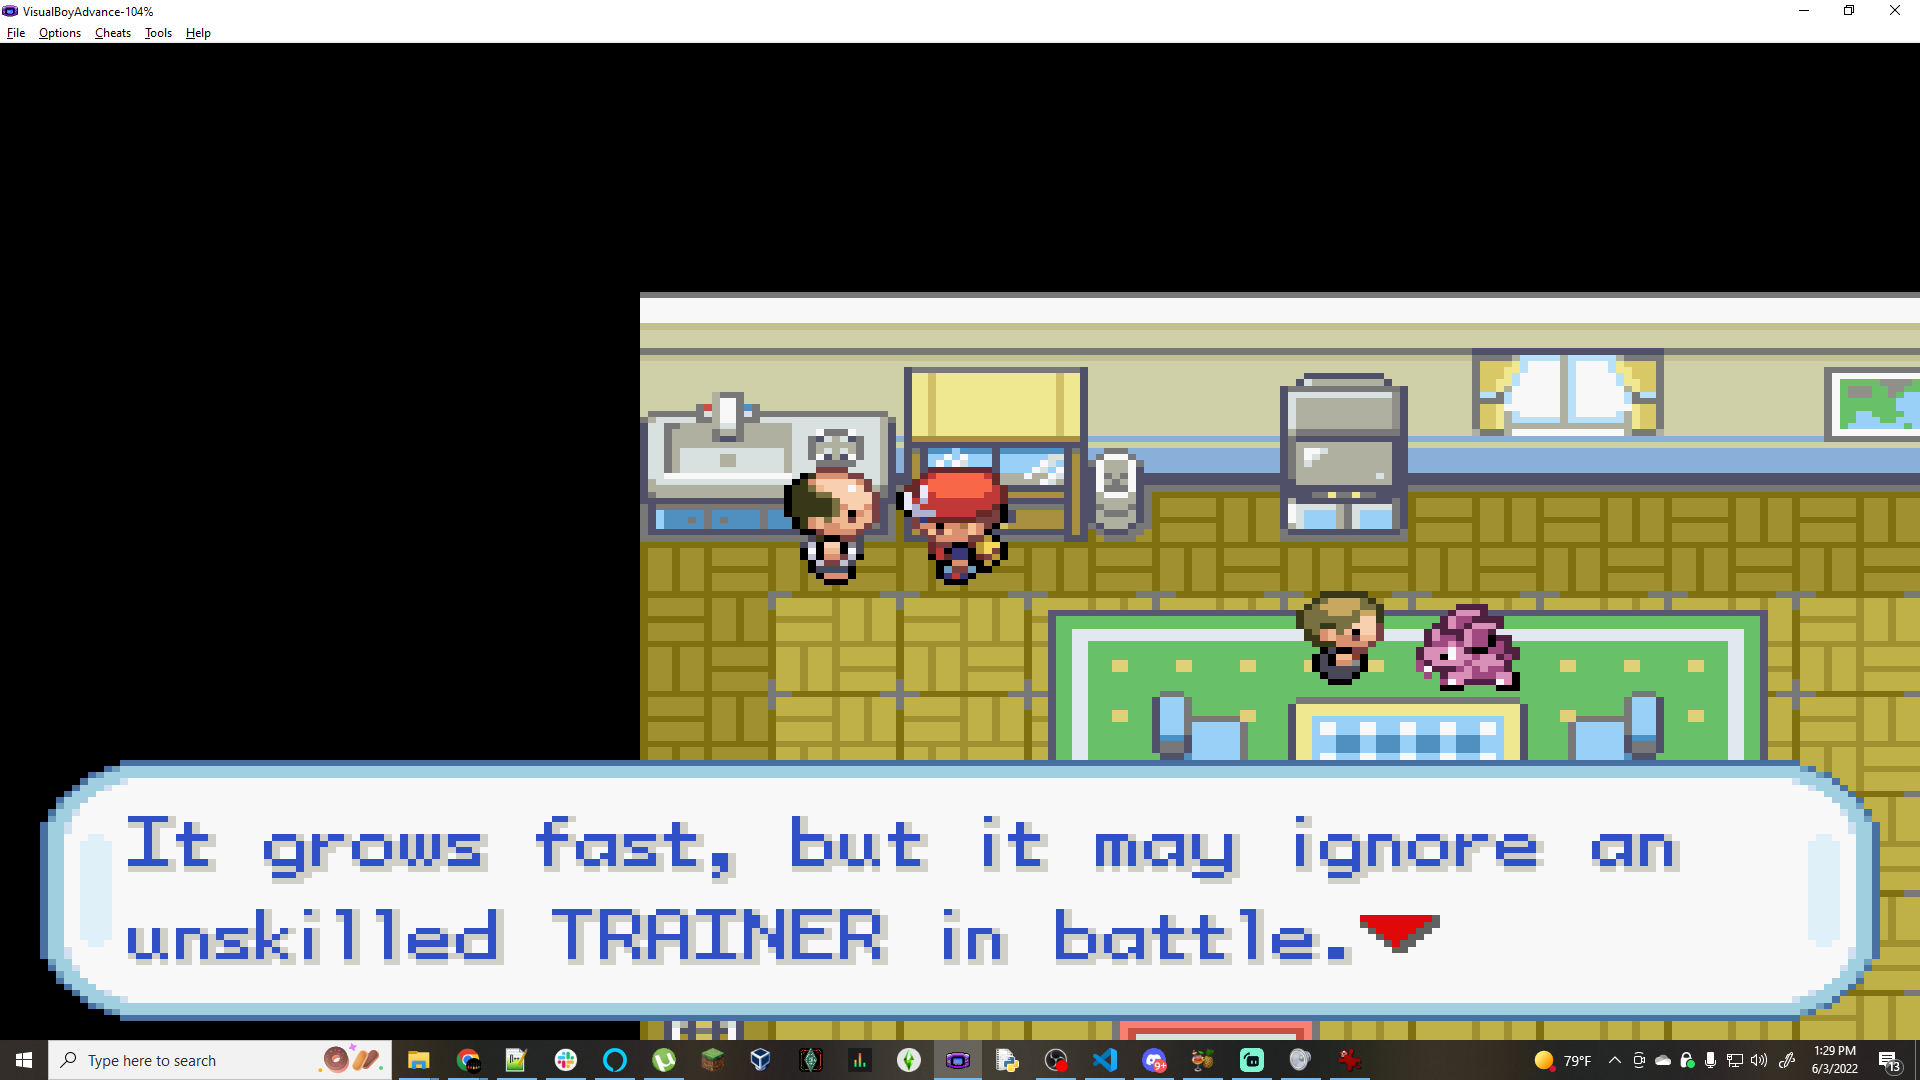 VisualBoyAdvance-104%
File Options Cheats Tools Help
It grows fast, but it may ignore an
unskilled TRAINER in battle.
Type here to search
9+
79°F
1:29 PM
6/3/2022
13